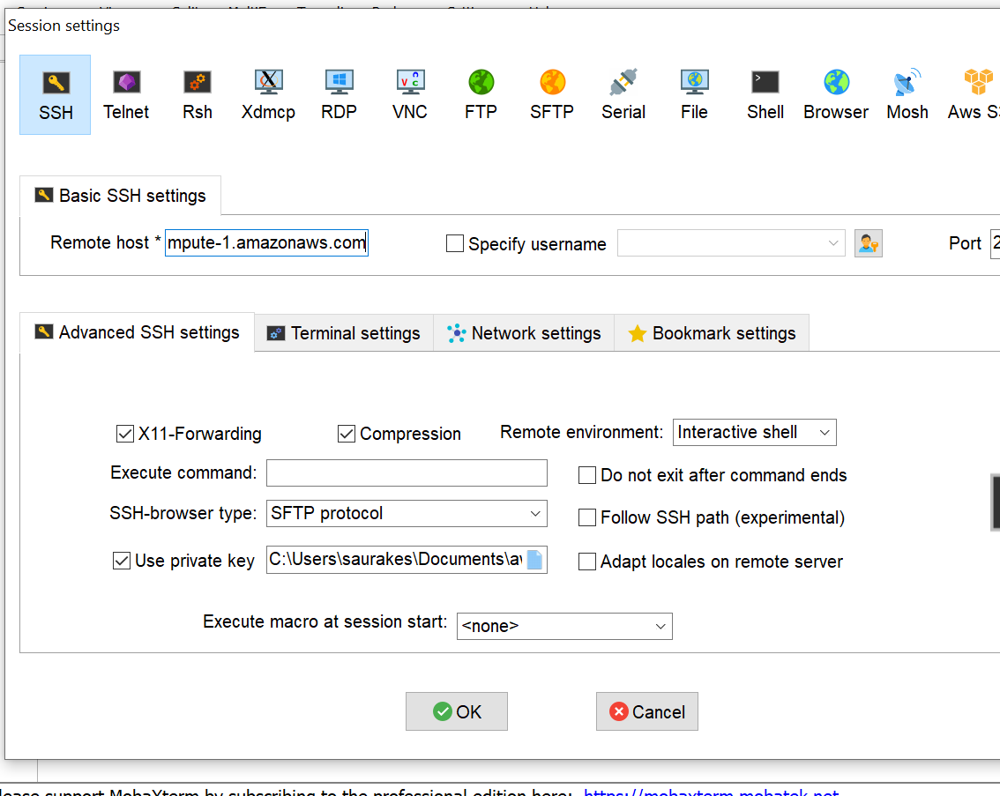 Session settings
SSH Telnet Rsh Xdmcp RDP VNC FTP SFTP Serial File Shell Browser Mosh Aws S3
Basic SSH settings
Remote host * mpute-1.amazonaws.com Specify username Port 2
Advanced SSH settings Terminal settings Network settings Bookmark settings
X11-Forwarding Compression Remote environment: Interactive shell
Execute command: Do not exit after command ends
SSH-browser type: SFTP protocol Follow SSH path (experimental)
Use private key C:\Users\saurakes\Documents\a Adapt locales on remote server
Execute macro at session start: <none>
OK Cancel
lease support MobaXterm by subscribing to the professional edition here: https://mobaxterm.mobatek.net